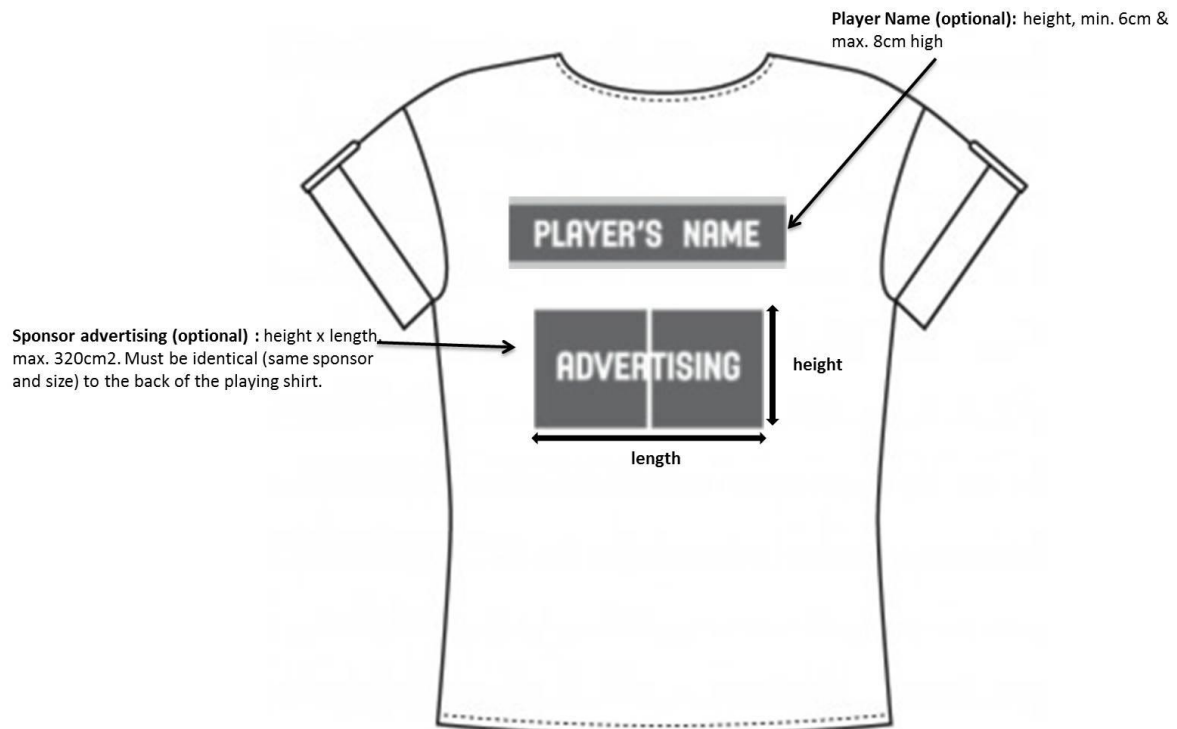 Player Name (optional): height, min. 6cm &
max. 8cm high
PLAYER'S NAME
Sponsor advertising (optional) : height x length,
max. 320cm2. Must be identical (same sponsor
and size) to the back of the playing shirt.
ADVERTISING
height
length